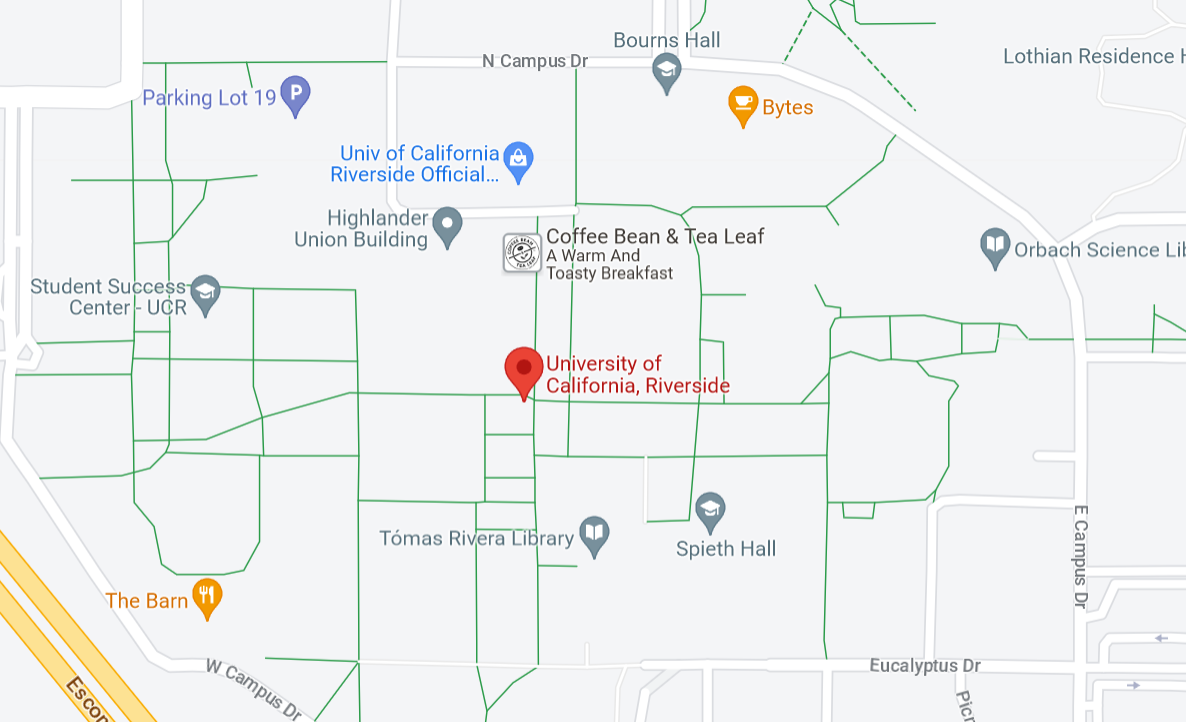 Bourns Hall
N Campus Dr
Lothian Residence H
Parking Lot 19
P
Bytes
Univ of California
Riverside Official...
Highlander
Union Building
Coffee Bean & Tea Leaf
A Warm And
Toasty Breakfast
Orbach Science Lib
Student Success
Center - UCR
University of
California, Riverside
Tómas Rivera Library
Spieth Hall
E Campus Dr
The Barn
W Campus Dr
Eucalyptus Dr
Escon
Picn